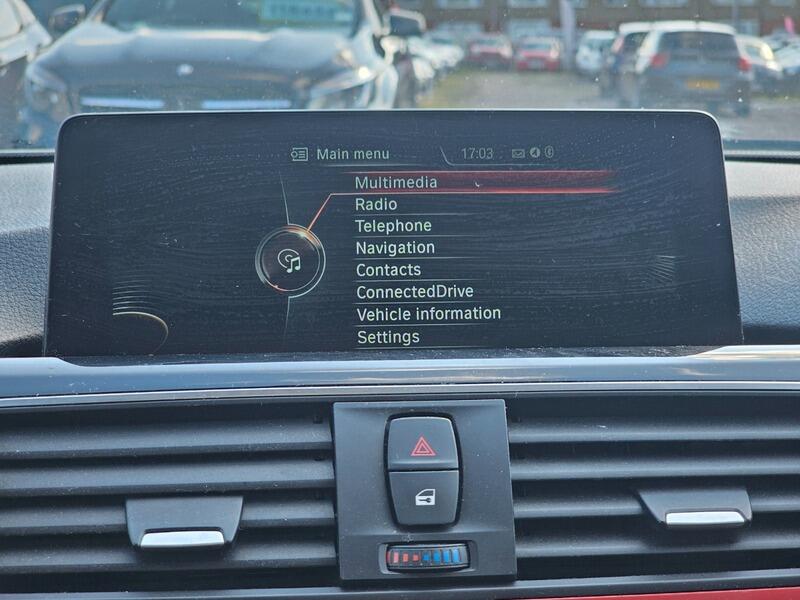 Main menu 17:03
Multimedia
Radio
Telephone
Navigation
Contacts
ConnectedDrive
Vehicle information
Settings